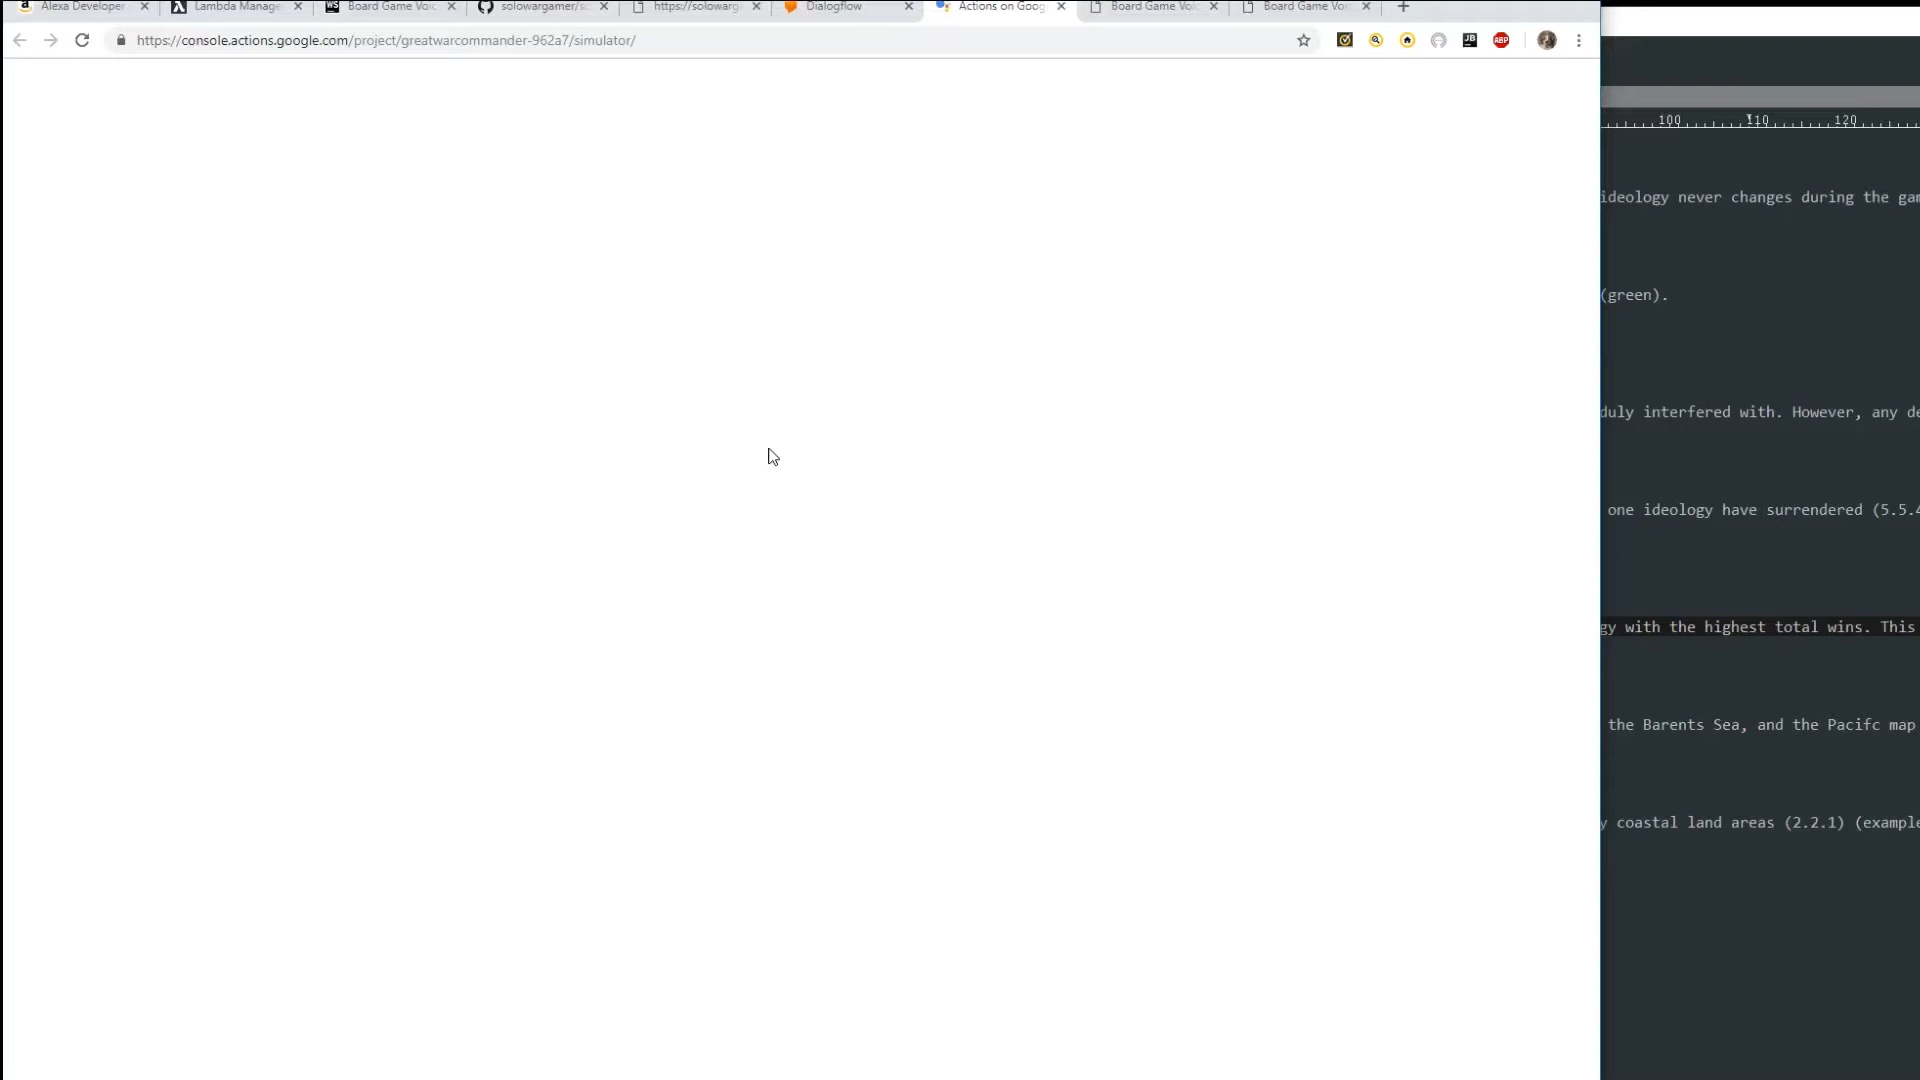 Alexa Developer
Lambda Manage
Board Game Voic
solowargamer/so
https://solowarg
Dialogflow
Actions on Goog
Board Game Voi
Board Game Voi
https://console.actions.google.com/project/greatwarcommander-962a7/simulator/
JB
ABP
100 110 120
ideology never changes during the gam
(green).
duly interfered with. However, any de
one ideology have surrendered (5.5.4
gy with the highest total wins. This
the Barents Sea, and the Pacifc map
y coastal land areas (2.2.1) (example